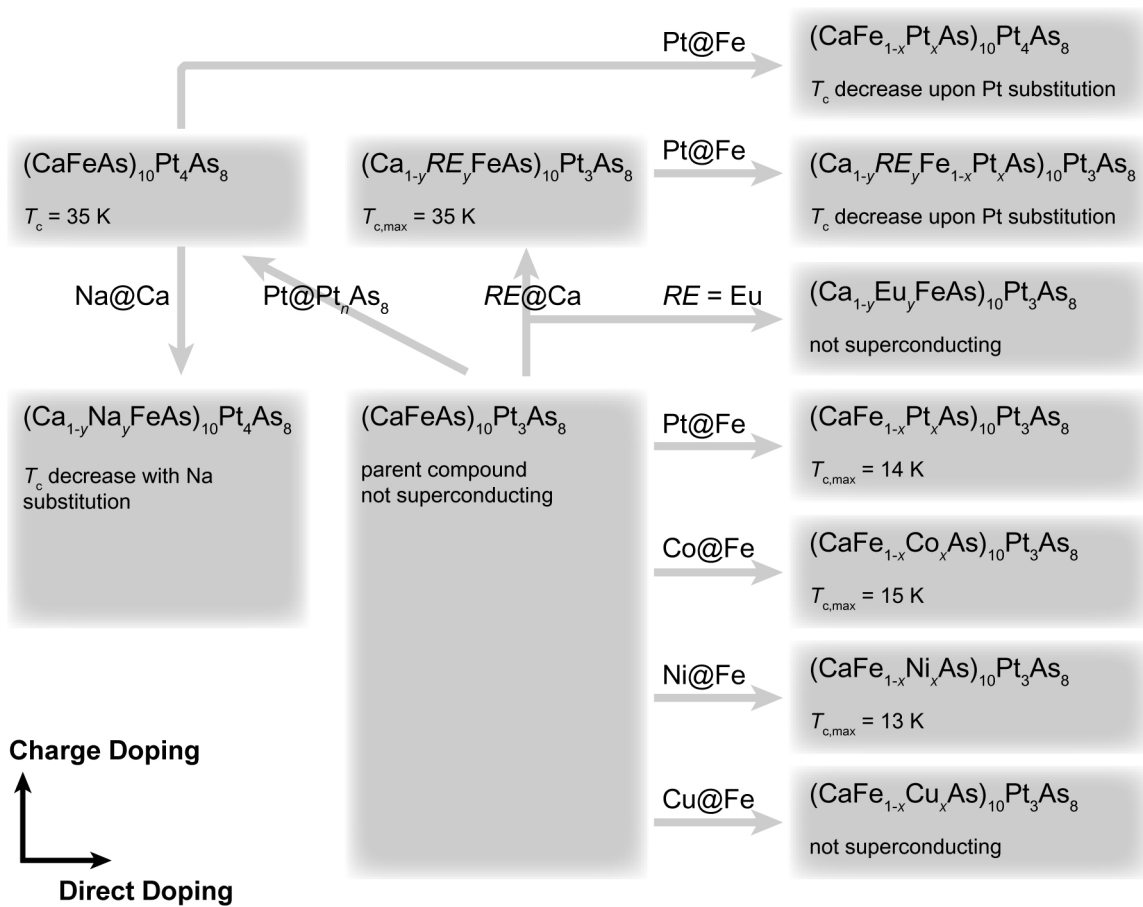 Pt@Fe
(CaFe1-xPtxAs)10Pt4As8
Tc decrease upon Pt substitution
(CaFeAs)10Pt4As8
Tc = 35 K
(Ca1-yREyFeAs)10Pt3As8
Tc,max = 35 K
Pt@Fe
(Ca1-yREyFe1-xPtxAs)10Pt3As8
Tc decrease upon Pt substitution
Na@Ca
Pt@PtnAs8
RE@Ca
RE = Eu
(Ca1-yEuyFeAs)10Pt3As8
not superconducting
(Ca1-yNayFeAs)10Pt4As8
Tc decrease with Na
substitution
(CaFeAs)10Pt3As8
parent compound
not superconducting
Pt@Fe
(CaFe1-xPtxAs)10Pt3As8
Tc,max = 14 K
Co@Fe
(CaFe1-xCoxAs)10Pt3As8
Tc,max = 15 K
Ni@Fe
(CaFe1-xNixAs)10Pt3As8
Tc,max = 13 K
Cu@Fe
(CaFe1-xCuxAs)10Pt3As8
not superconducting
Charge Doping
Direct Doping